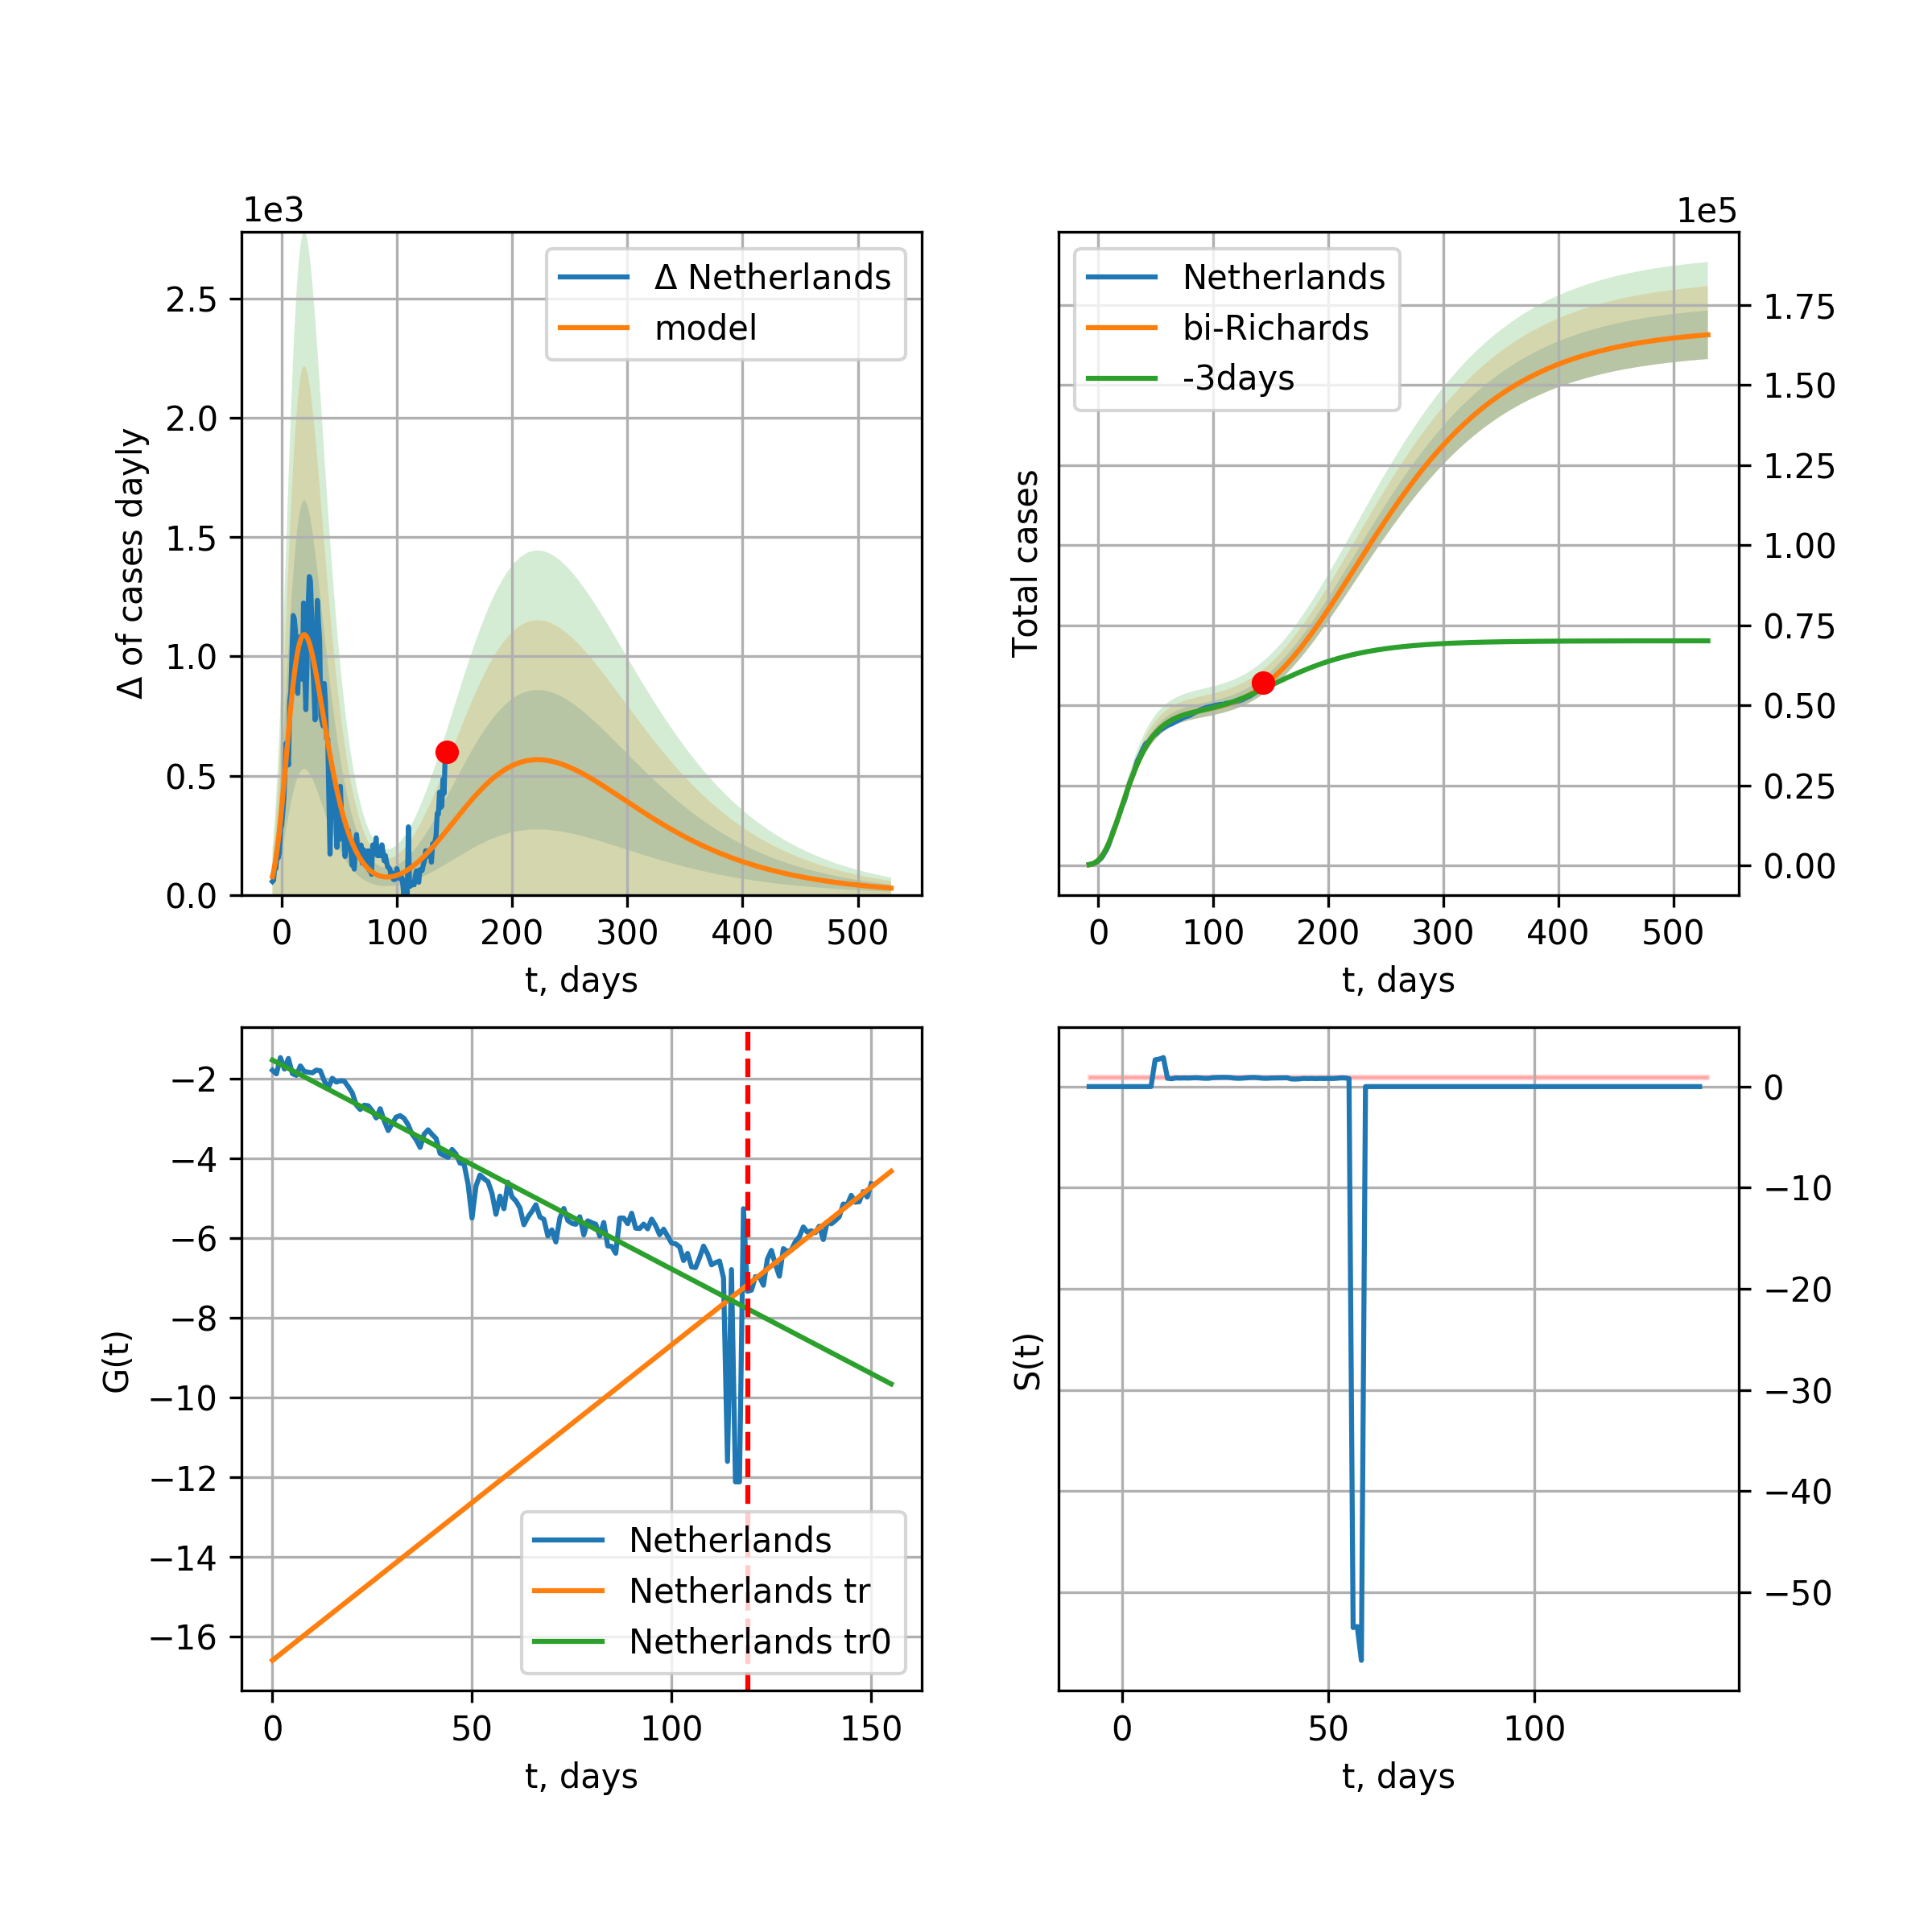 1e3
Δ of cases dayly
2.5
2.0
1.5
1.0
0.5
0.0
Δ Netherlands
model
0 100 200 300 400 500
t, days
1e5
Total cases
Netherlands
bi-Richards
-3days
1.75
1.50
1.25
1.00
0.75
0.50
0.25
0.00
0 100 200 300 400 500
t, days
G(t)
−2
−4
−6
−8
−10
−12
−14
−16
Netherlands
Netherlands tr
Netherlands tr0
0 50 100 150
t, days
S(t)
0
−10
−20
−30
−40
−50
0 50 100
t, days